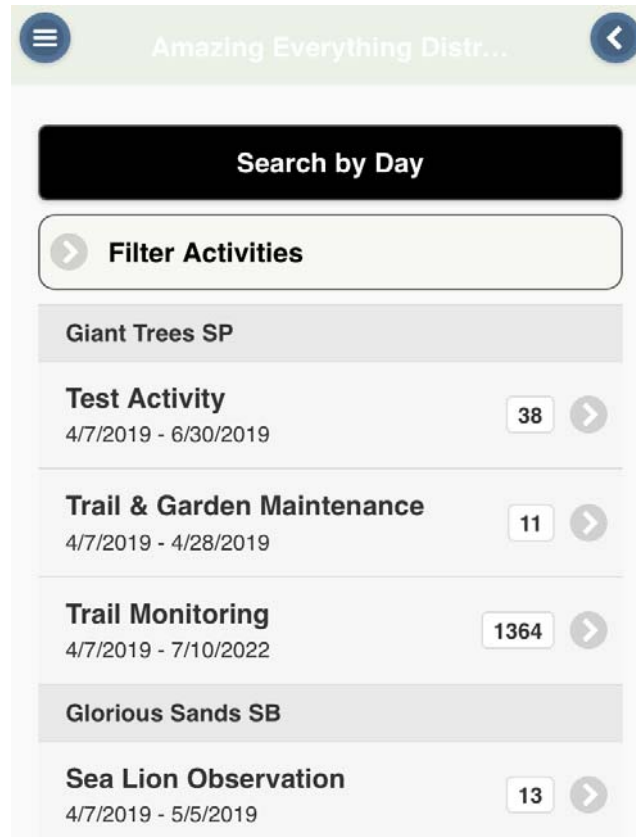 Amazing Everything Distr...
Search by Day
Filter Activities
Giant Trees SP
Test Activity
38
4/7/2019 - 6/30/2019
Trail & Garden Maintenance
11
4/7/2019 - 4/28/2019
Trail Monitoring
1364
4/7/2019 - 7/10/2022
Glorious Sands SB
Sea Lion Observation
13
4/7/2019 - 5/5/2019